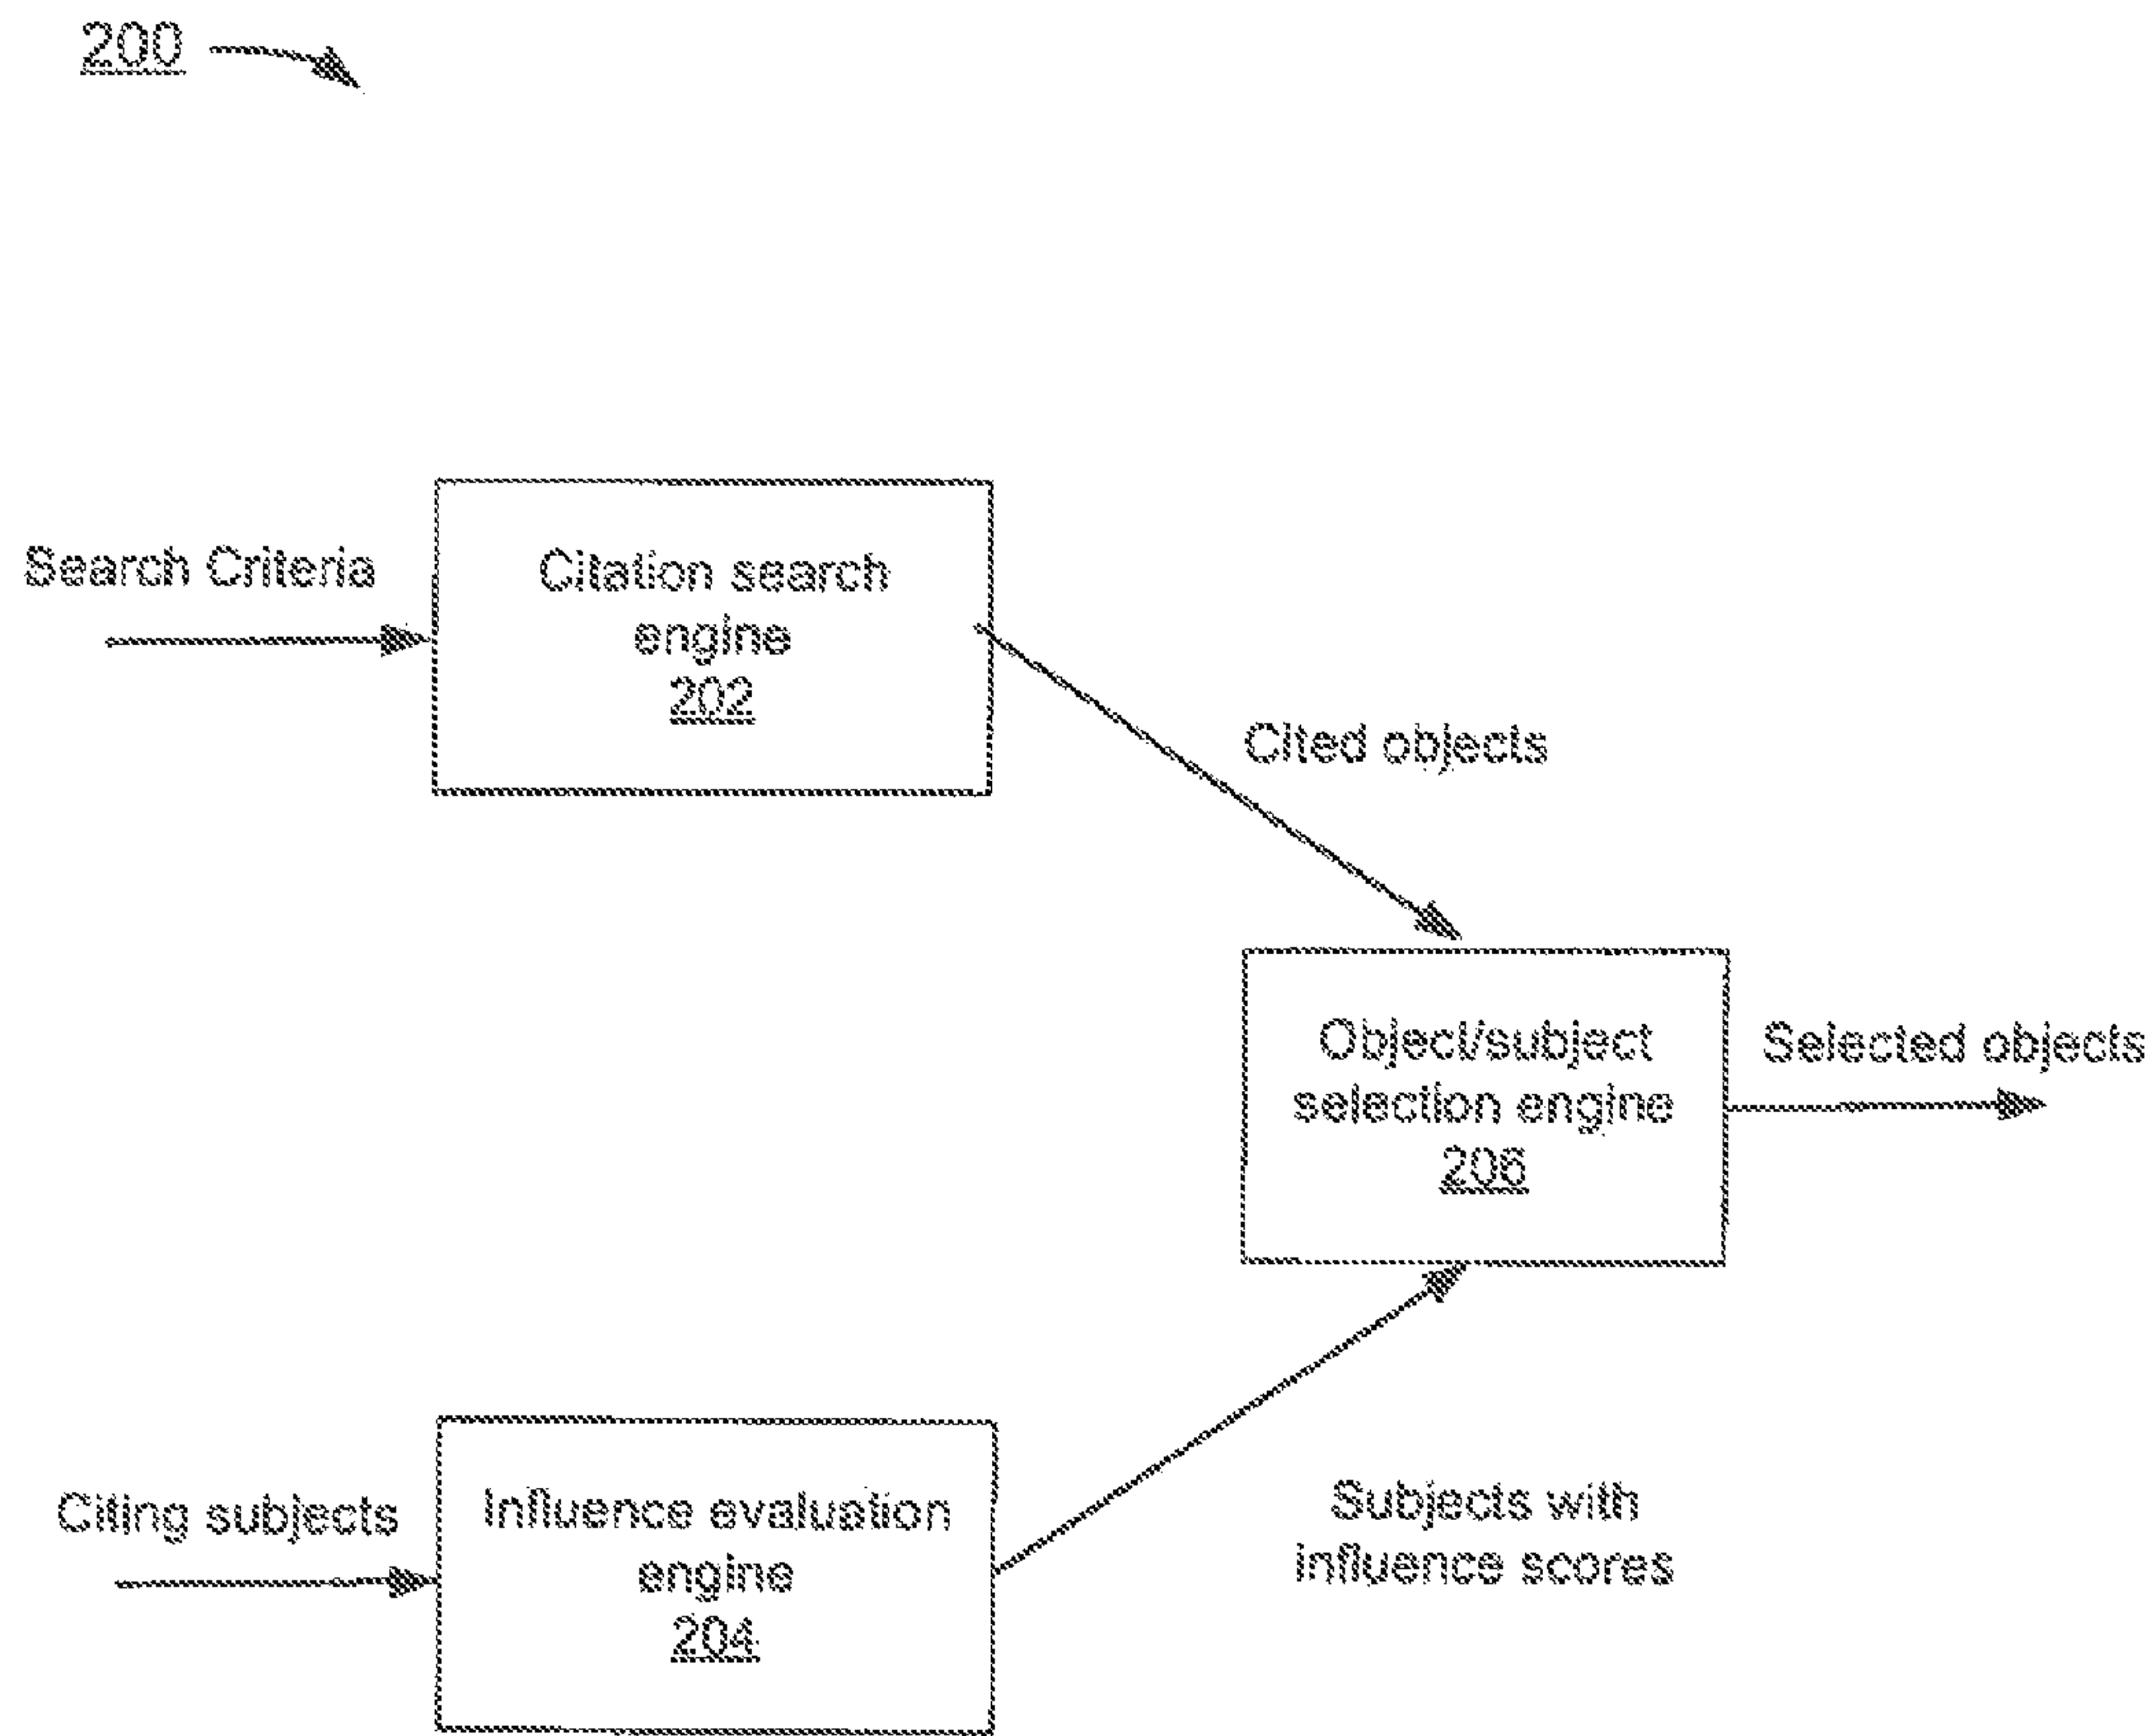 200
Search Criteria
Citation search
engine
202
Cited objects
Object/subject
selection engine
206
Selected objects
Citing subjects
Influence evaluation
engine
204
Subjects with
influence scores